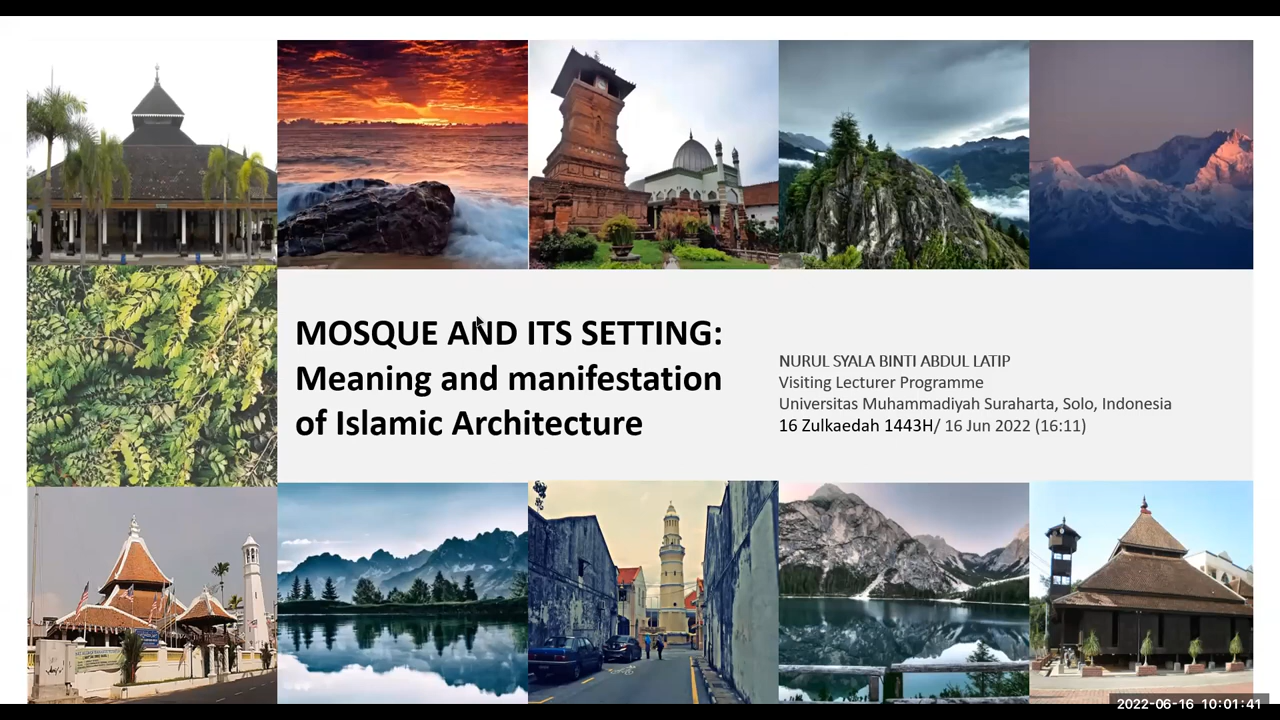 MOSQUE AND ITS SETTING:
Meaning and manifestation
of Islamic Architecture
NURUL SYALA BINTI ABDUL LATIP
Visiting Lecturer Programme
Universitas Muhammadiyah Suraharta, Solo, Indonesia
16 Zulkaedah 1443H/ 16 Jun 2022 (16:11)
2022-06-16 10:01:41